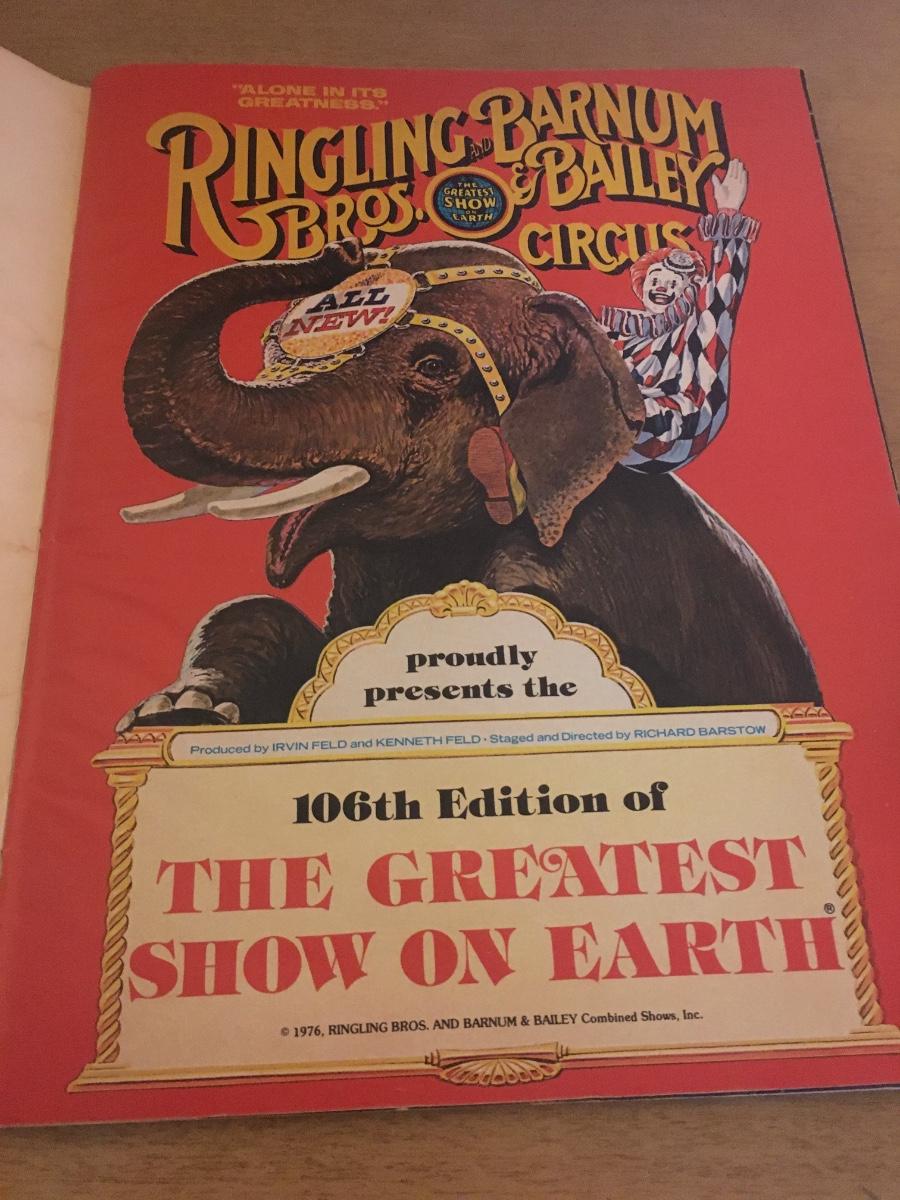 "ALONE IN ITS
GREATNESS."
RINGLING AND BARNUM
BROS. & BAILEY
THE
GREATEST
SHOW
ON
EARTH
CIRCUS
ALL
NEW!
proudly
presents the
Produced by IRVIN FELD and KENNETH FELD · Staged and Directed by RICHARD BARSTOW
106th Edition of
THE GREATEST
SHOW ON EARTH®
© 1976, RINGLING BROS. AND BARNUM & BAILEY Combined Shows, Inc.